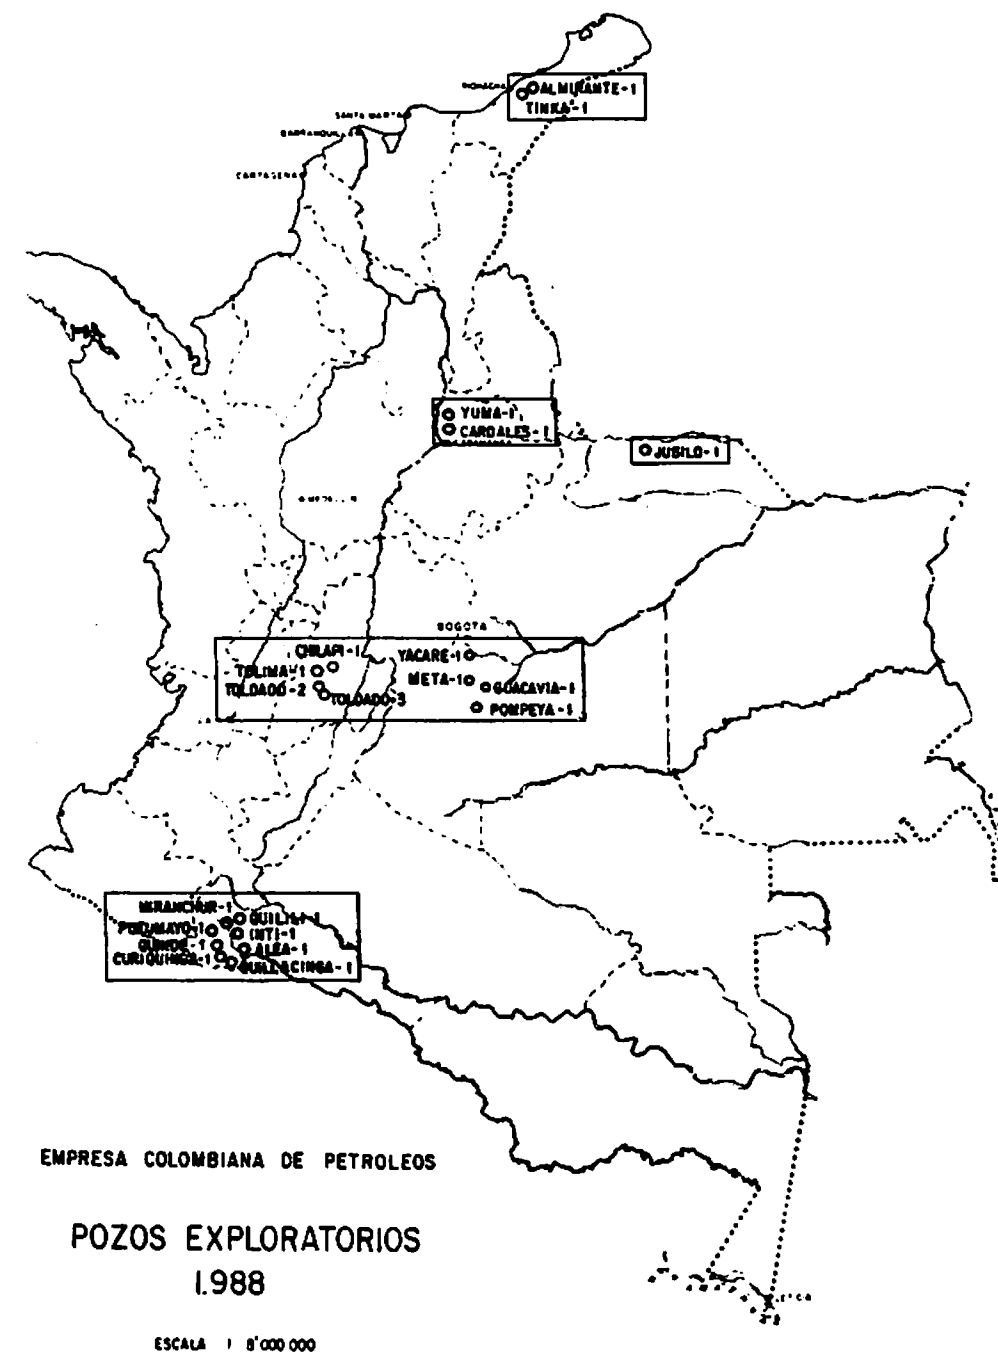 RIOHACHA
ALMIRANTE-1
TINKA-1
SANTA MARTA
BARRANQUILLA
CARTAGENA
YUMA-1
CARDALES-1
JUSILO-1
MEDELLIN
BOGOTA
CHILAPI-1
YACARE-1
TOLIMA-1
META-1
TOLDADO-2
GUACAVIA-1
TOLDADO-3
POMPEYA-1
MIRANCHUR-1
QUILILI-1
PUTUMAYO-1
INTI-1
ALEA-1
CURIQUINGA-1
QUILLACINGA-1
EMPRESA COLOMBIANA DE PETROLEOS
POZOS EXPLORATORIOS
1.988
ESCALA 1 8'000 000